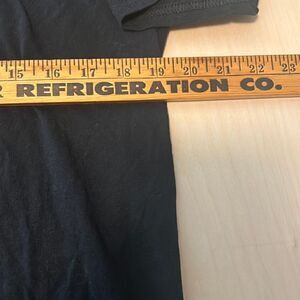 15 16 17 18 19 20 21 22 23
R REFRIGERATION CO.